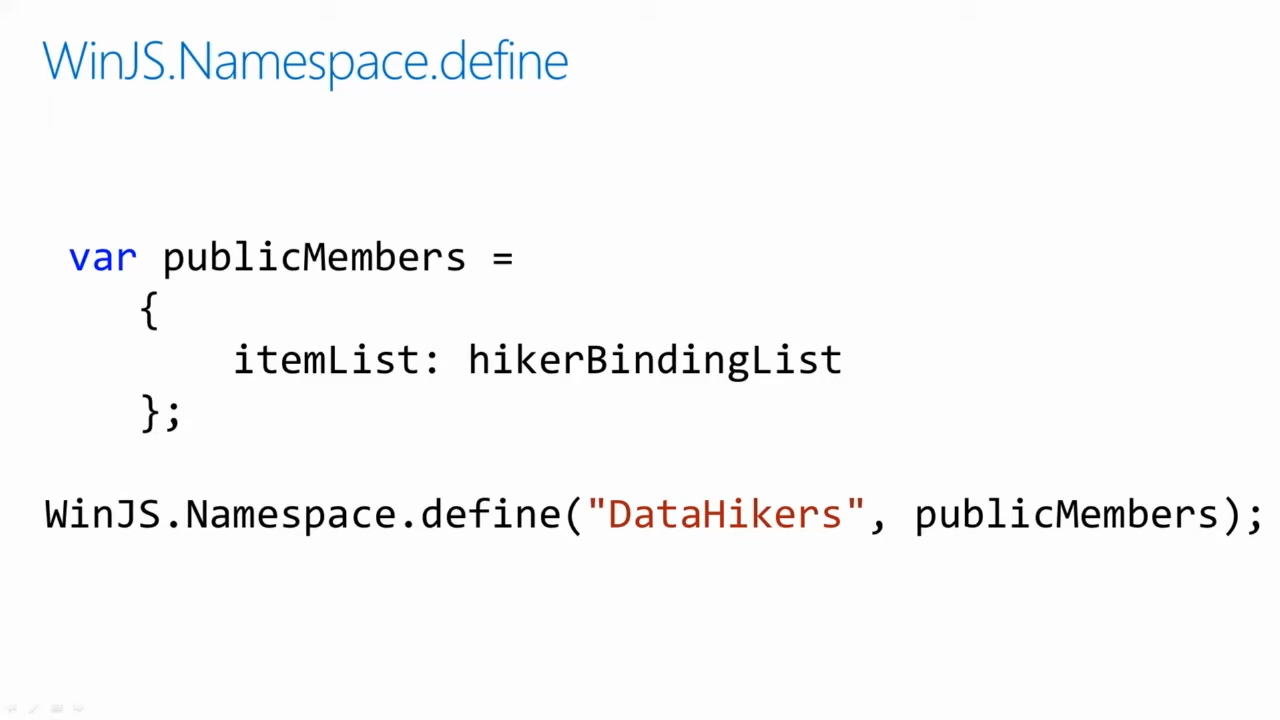 WinJS.Namespace.define
var publicMembers =
{
itemList: hikerBindingList
};
WinJS.Namespace.define("DataHikers", publicMembers);